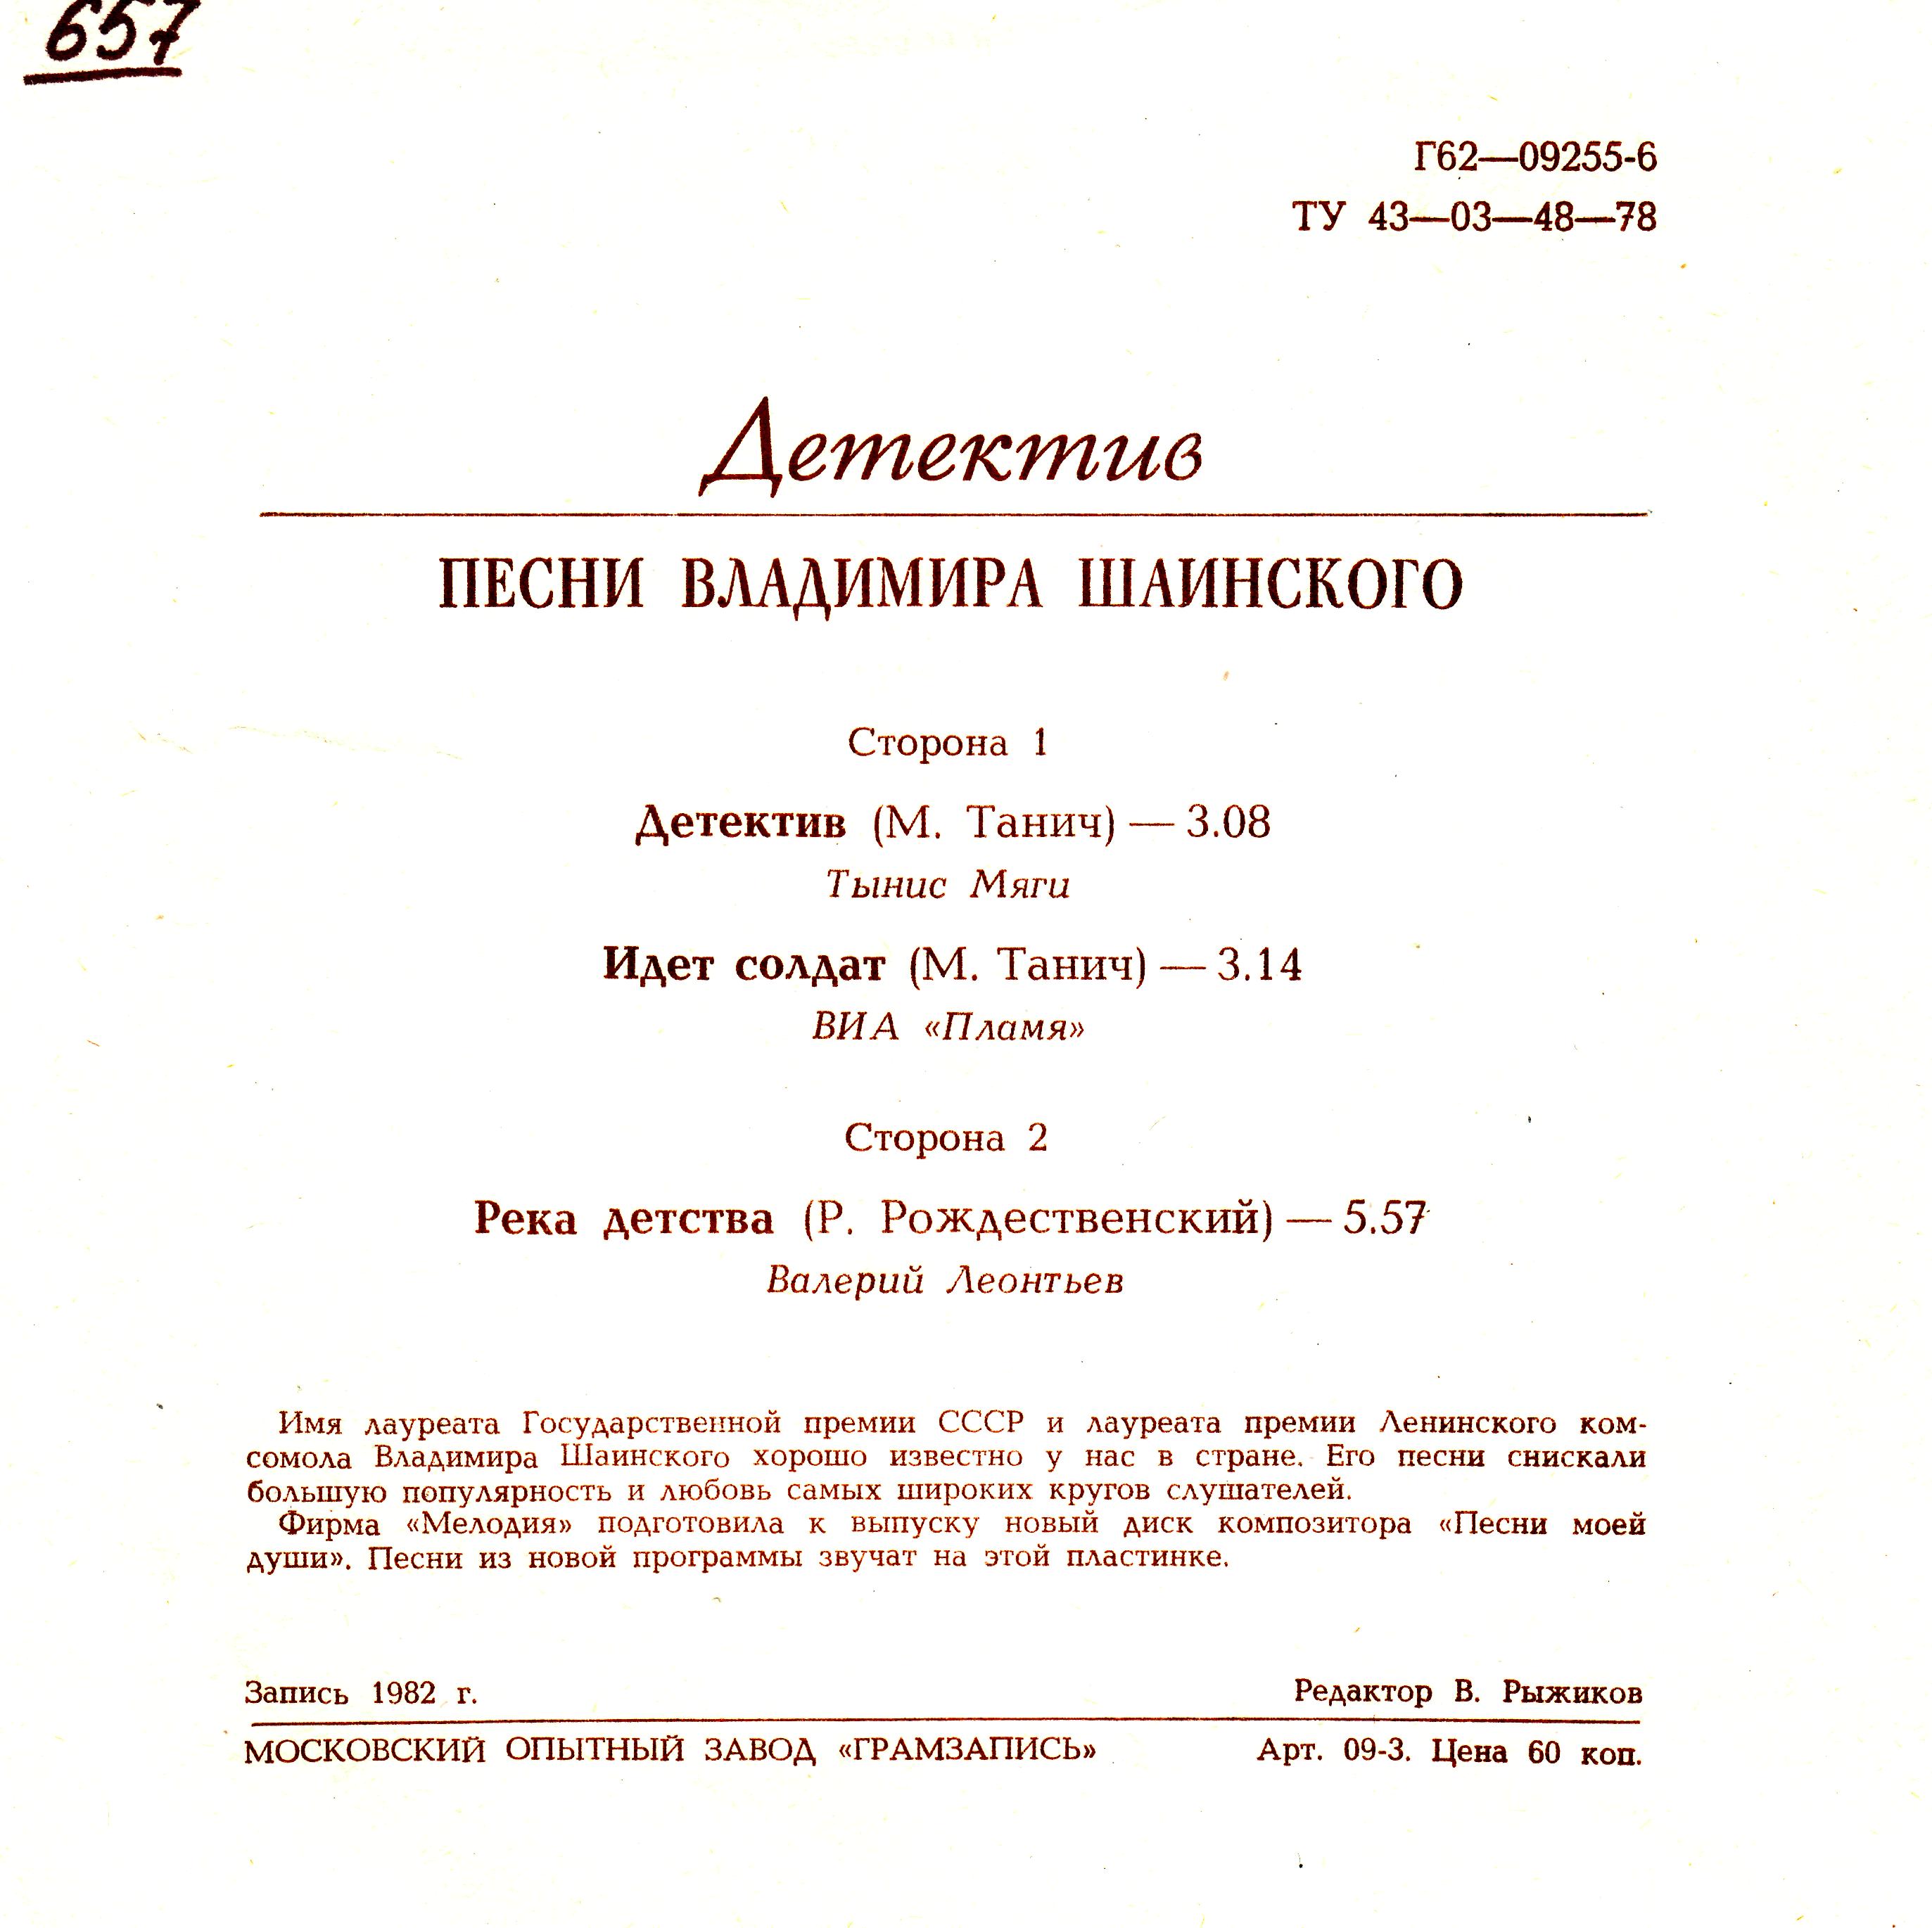 657
Г62—09255-6
ТУ 43—03—48—78
Детектив
ПЕСНИ ВЛАДИМИРА ШАИНСКОГО
Сторона 1
Детектив (М. Танич) — 3.08
Тынис Мяги
Идет солдат (М. Танич) — 3.14
ВИА «Пламя»
Сторона 2
Река детства (Р. Рождественский) — 5.57
Валерий Леонтьев
Имя лауреата Государственной премии СССР и лауреата премии Ленинского ком-
сомола Владимира Шаинского хорошо известно у нас в стране. Его песни снискали
большую популярность и любовь самых широких кругов слушателей.
Фирма «Мелодия» подготовила к выпуску новый диск композитора «Песни моей
души». Песни из новой программы звучат на этой пластинке.
Запись 1982 г.
Редактор В. Рыжиков
МОСКОВСКИЙ ОПЫТНЫЙ ЗАВОД «ГРАМЗАПИСЬ»
Арт. 09-3. Цена 60 коп.